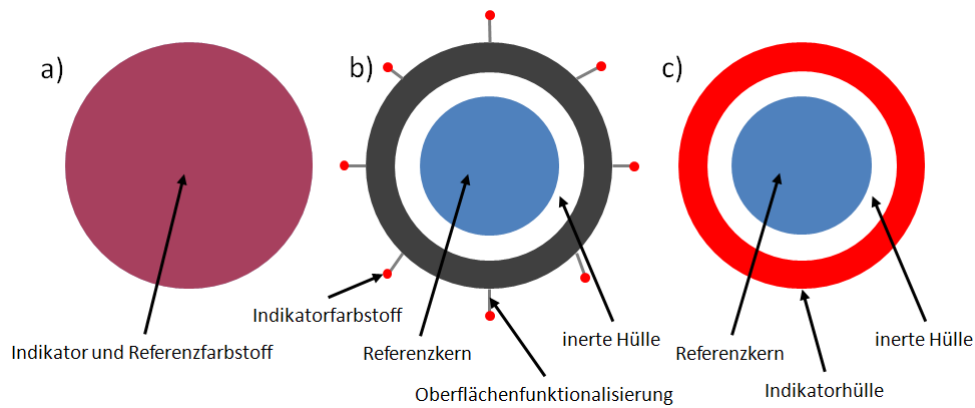 a)
b)
c)
Indikator und Referenzfarbstoff
Indikatorfarbstoff
Referenzkern
inerte Hülle
Oberflächenfunktionalisierung
Referenzkern
inerte Hülle
Indikatorhülle